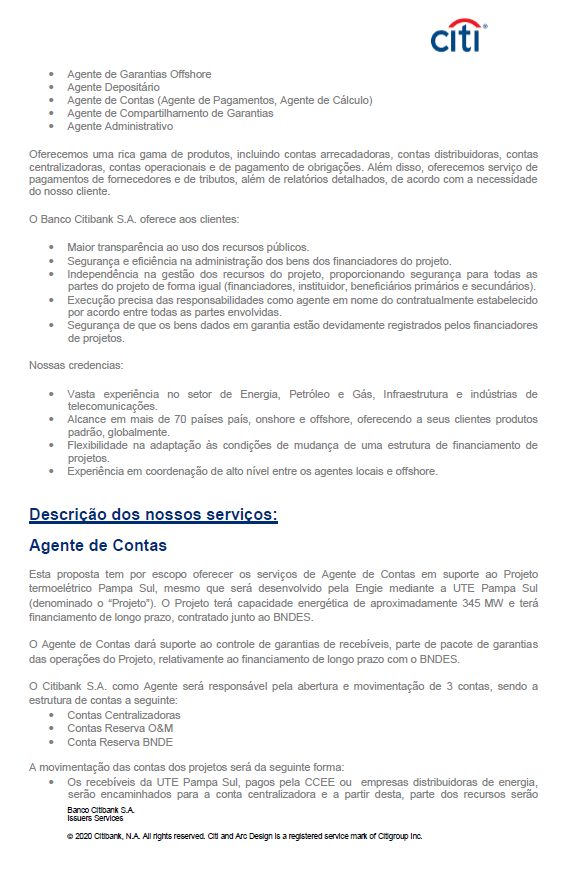 citi®
• Agente de Garantias Offshore
• Agente Depositário
• Agente de Contas (Agente de Pagamentos, Agente de Cálculo)
• Agente de Compartilhamento de Garantias
• Agente Administrativo
Oferecemos uma rica gama de produtos, incluindo contas arrecadadoras, contas distribuidoras, contas
centralizadoras, contas operacionais e de pagamento de obrigações. Além disso, oferecemos serviço de
pagamentos de fornecedores e de tributos, além de relatórios detalhados, de acordo com a necessidade
do nosso cliente.
O Banco Citibank S.A. oferece aos clientes:
• Maior transparência ao uso dos recursos públicos.
• Segurança e eficiência na administração dos bens dos financiadores do projeto.
• Independência na gestão dos recursos do projeto, proporcionando segurança para todas as
partes do projeto de forma igual (financiadores, instituidor, beneficiários primários e secundários).
• Execução precisa das responsabilidades como agente em nome do contratualmente estabelecido
por acordo entre todas as partes envolvidas.
• Segurança de que os bens dados em garantia estão devidamente registrados pelos financiadores
de projetos.
Nossas credencias:
• Vasta experiência no setor de Energia, Petróleo e Gás, Infraestrutura e indústrias de
telecomunicações.
• Alcance em mais de 70 países país, onshore e offshore, oferecendo a seus clientes produtos
padrão, globalmente.
• Flexibilidade na adaptação às condições de mudança de uma estrutura de financiamento de
projetos.
• Experiência em coordenação de alto nível entre os agentes locais e offshore.
Descrição dos nossos serviços:
Agente de Contas
Esta proposta tem por escopo oferecer os serviços de Agente de Contas em suporte ao Projeto
termoelétrico Pampa Sul, mesmo que será desenvolvido pela Engie mediante a UTE Pampa Sul
(denominado o “Projeto”). O Projeto terá capacidade energética de aproximadamente 345 MW e terá
financiamento de longo prazo, contratado junto ao BNDES.
O Agente de Contas dará suporte ao controle de garantias de recebíveis, parte de pacote de garantias
das operações do Projeto, relativamente ao financiamento de longo prazo com o BNDES.
O Citibank S.A. como Agente será responsável pela abertura e movimentação de 3 contas, sendo a
estrutura de contas a seguinte:
• Contas Centralizadoras
• Contas Reserva O&M
• Conta Reserva BNDE
A movimentação das contas dos projetos será da seguinte forma:
• Os recebíveis da UTE Pampa Sul, pagos pela CCEE ou empresas distribuidoras de energia,
serão encaminhados para a conta centralizadora e a partir desta, parte dos recursos serão
Banco Citibank S.A.
Issuers Services
© 2020 Citibank, N.A. All rights reserved. Citi and Arc Design is a registered service mark of Citigroup Inc.